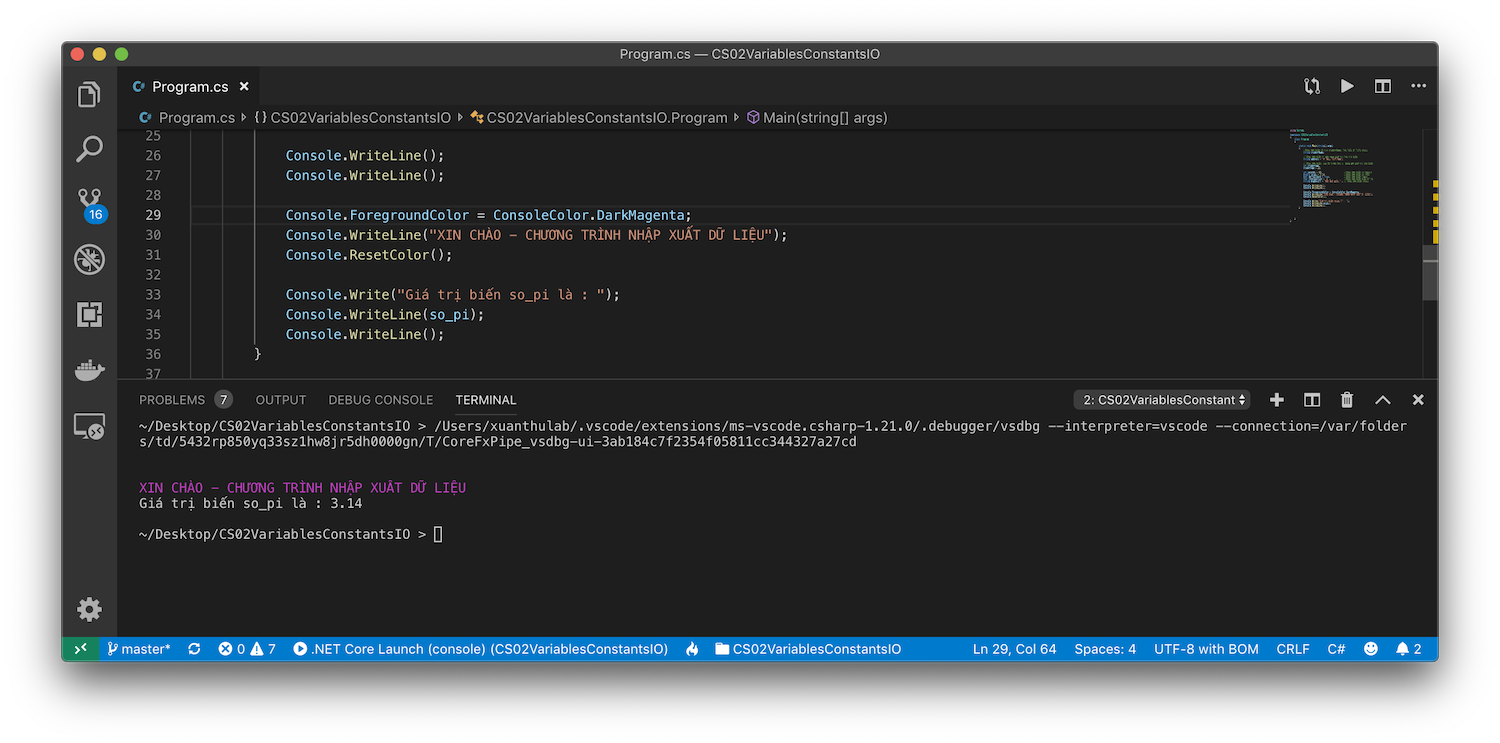 Program.cs — CS02VariablesConstantsIO
C# Program.cs ×
C# Program.cs {} CS02VariablesConstantsIO CS02VariablesConstantsIO.Program Main(string[] args)
25
26 Console.WriteLine();
27 Console.WriteLine();
28
29 Console.ForegroundColor = ConsoleColor.DarkMagenta;
30 Console.WriteLine("XIN CHÀO – CHƯƠNG TRÌNH NHẬP XUẤT DỮ LIỆU");
31 Console.ResetColor();
32
33 Console.Write("Giá trị biến so_pi là : ");
34 Console.WriteLine(so_pi);
35 Console.WriteLine();
36 }
37
16
PROBLEMS 7 OUTPUT DEBUG CONSOLE TERMINAL 2: CS02VariablesConstant
~/Desktop/CS02VariablesConstantsIO > /Users/xuanthulab/.vscode/extensions/ms-vscode.csharp-1.21.0/.debugger/vsdbg --interpreter=vscode --connection=/var/folder
s/td/5432rp850yq33sz1hw8jr5dh0000gn/T/CoreFxPipe_vsdbg-ui-3ab184c7f2354f05811cc344327a27cd
XIN CHÀO – CHƯƠNG TRÌNH NHẬP XUẤT DỮ LIỆU
Giá trị biến so_pi là : 3.14
~/Desktop/CS02VariablesConstantsIO >
master* 0 7 .NET Core Launch (console) (CS02VariablesConstantsIO) CS02VariablesConstantsIO Ln 29, Col 64 Spaces: 4 UTF-8 with BOM CRLF C# 2